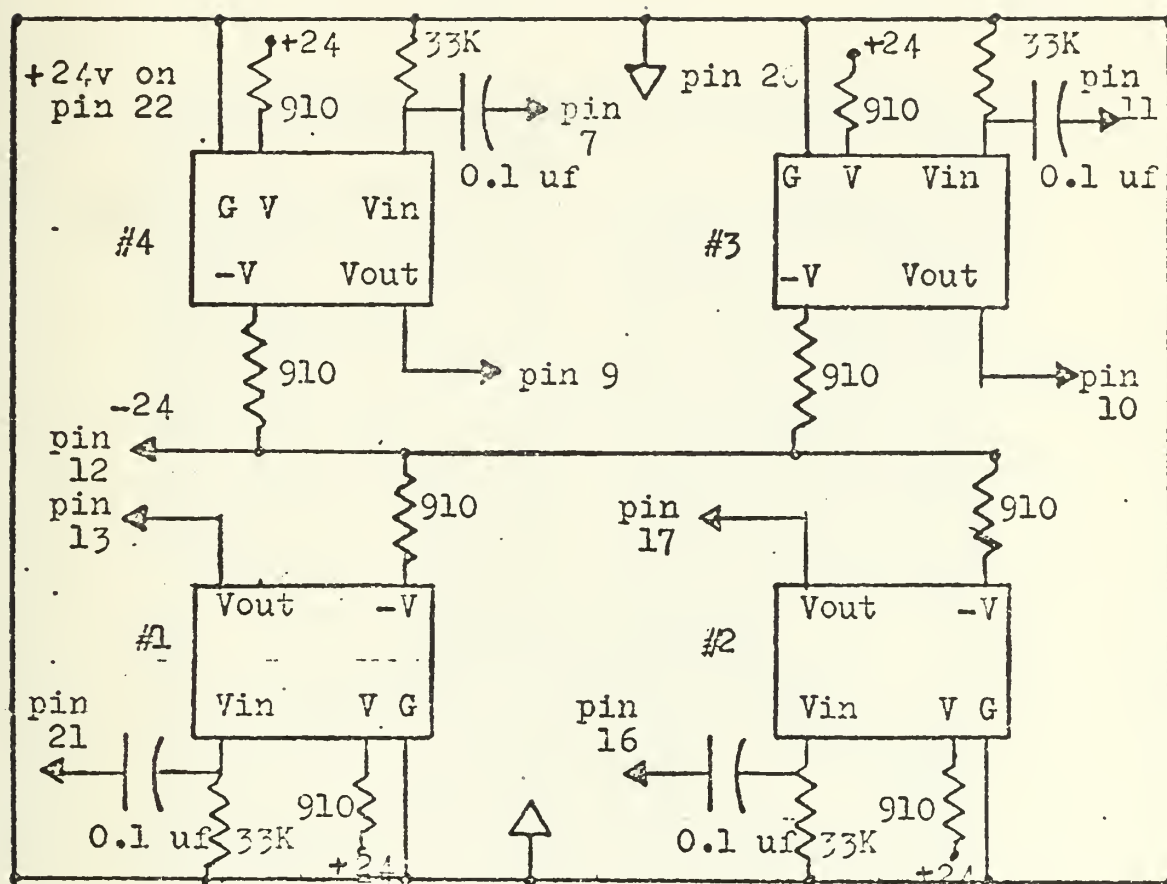 +24v on
pin 22
+24
910
33K
pin 7
0.1 uf
G V Vin
#4
-V Vout
910
pin 9
pin
+24
910
33K
pin
11
0.1 uf
G V Vin
#3
-V Vout
910
pin
10
-24
pin
12
pin
13
910
Vout -V
#1
Vin V G
pin
21
0.1 uf
33K
910
+24
pin
17
910
Vout -V
#2
Vin V G
pin
16
0.1 uf
33K
910
+24